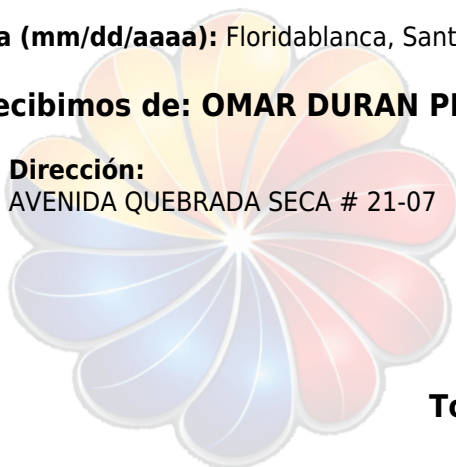 a (mm/dd/aaaa): Floridablanca, Sant
ecibimos de: OMAR DURAN P
Dirección:
AVENIDA QUEBRADA SECA # 21-07
To